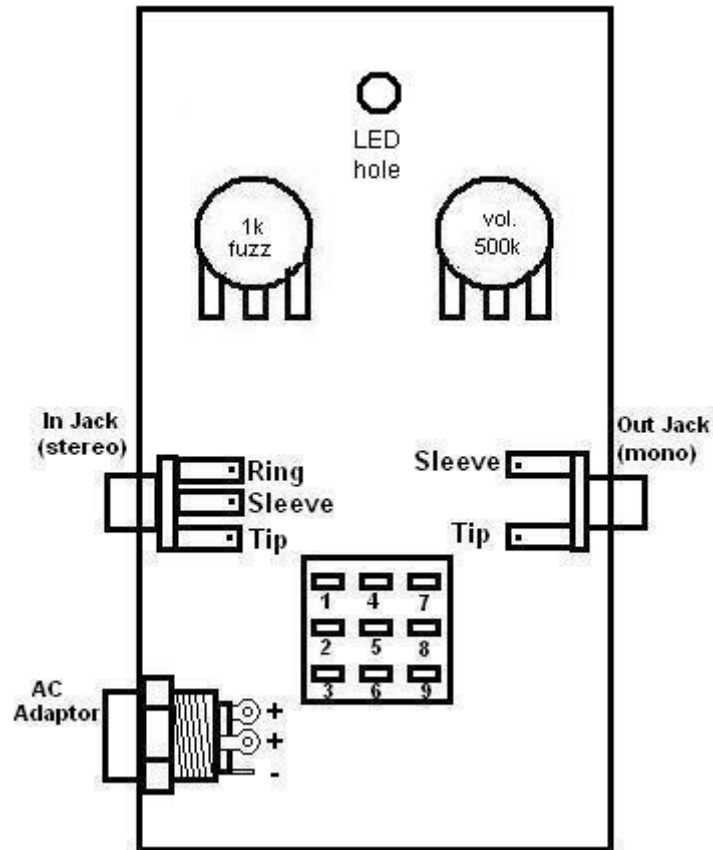 LED
hole
1k
fuzz
vol.
500k
In Jack
(stereo)
Ring
Sleeve
Tip
Out Jack
(mono)
Sleeve
Tip
1 4 7
2 5 8
3 6 9
AC
Adaptor
+
+
-